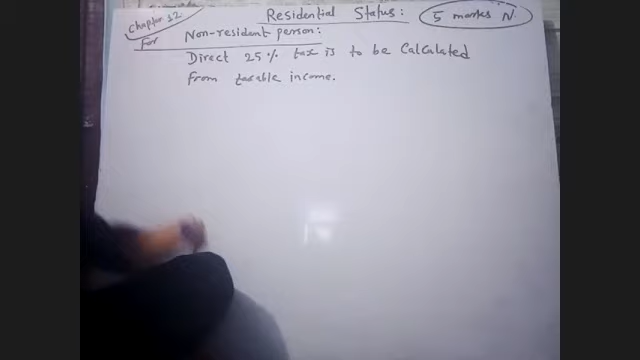 Chapter 12
Residential Status:
5 marks N
For Non-resident person:
Direct 25% tax is to be Calculated
from taxable income.